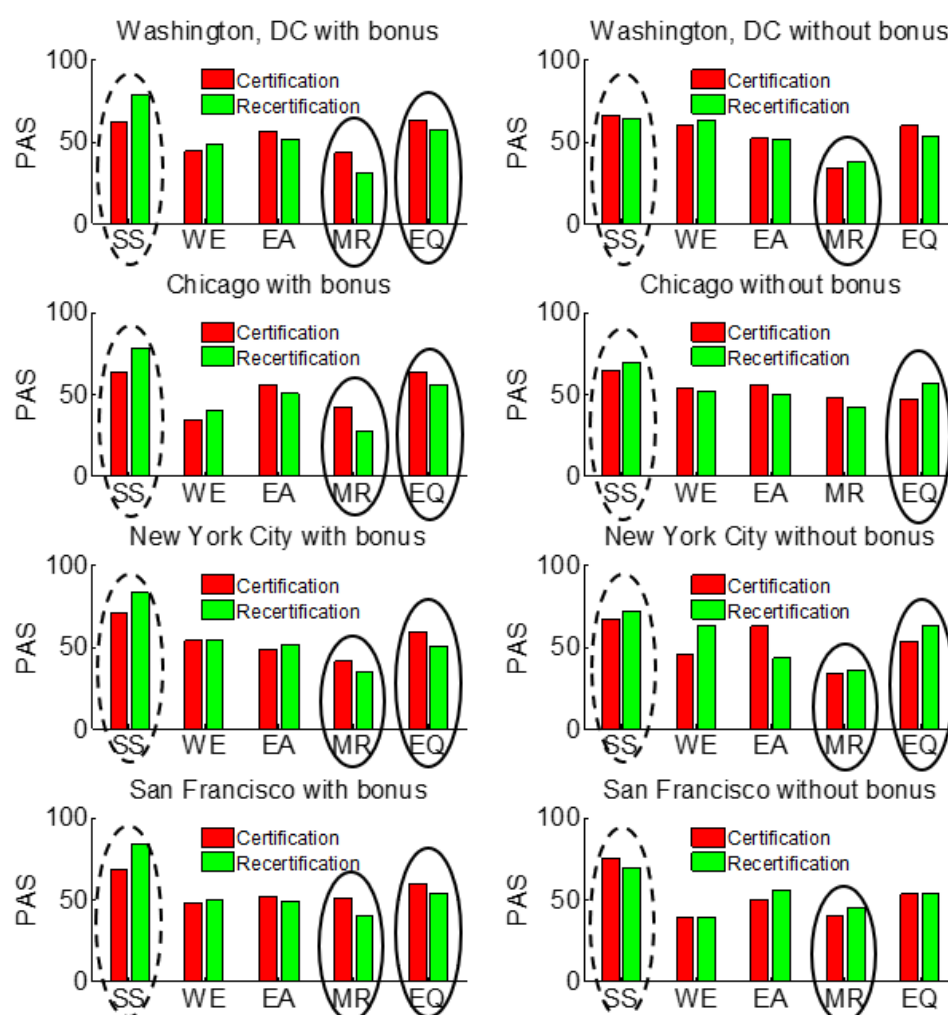 Washington, DC with bonus
100
50
0
PAS
Certification
Recertification
SS WE EA MR EQ
Washington, DC without bonus
100
50
0
PAS
Certification
Recertification
SS WE EA MR EQ
Chicago with bonus
100
50
0
PAS
Certification
Recertification
SS WE EA MR EQ
Chicago without bonus
100
50
0
PAS
Certification
Recertification
SS WE EA MR EQ
New York City with bonus
100
50
0
PAS
Certification
Recertification
SS WE EA MR EQ
New York City without bonus
100
50
0
PAS
Certification
Recertification
SS WE EA MR EQ
San Francisco with bonus
100
50
0
PAS
Certification
Recertification
SS WE EA MR EQ
San Francisco without bonus
100
50
0
PAS
Certification
Recertification
SS WE EA MR EQ